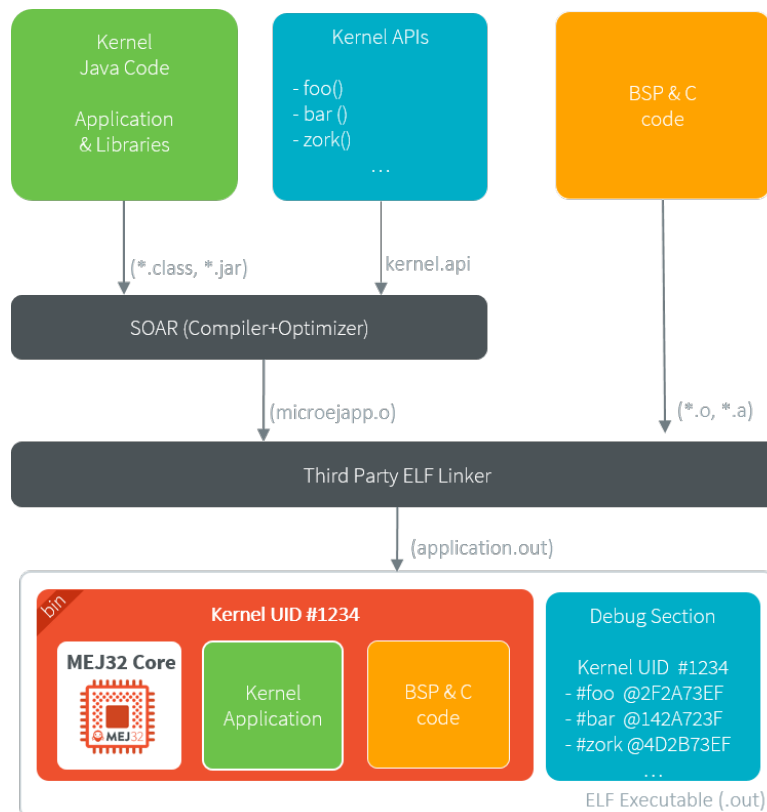 Kernel
Java Code
Application
& Libraries
Kernel APIs
- foo()
- bar ()
- zork()
...
BSP & C
code
(*.class, *.jar)
kernel.api
SOAR (Compiler+Optimizer)
(microejapp.o)
(*.o, *.a)
Third Party ELF Linker
(application.out)
bin
Kernel UID #1234
MEJ32 Core
MEJ32
Kernel
Application
BSP & C
code
Debug Section
Kernel UID #1234
- #foo @2F2A73EF
- #bar @142A723F
- #zork @4D2B73EF
...
ELF Executable (.out)